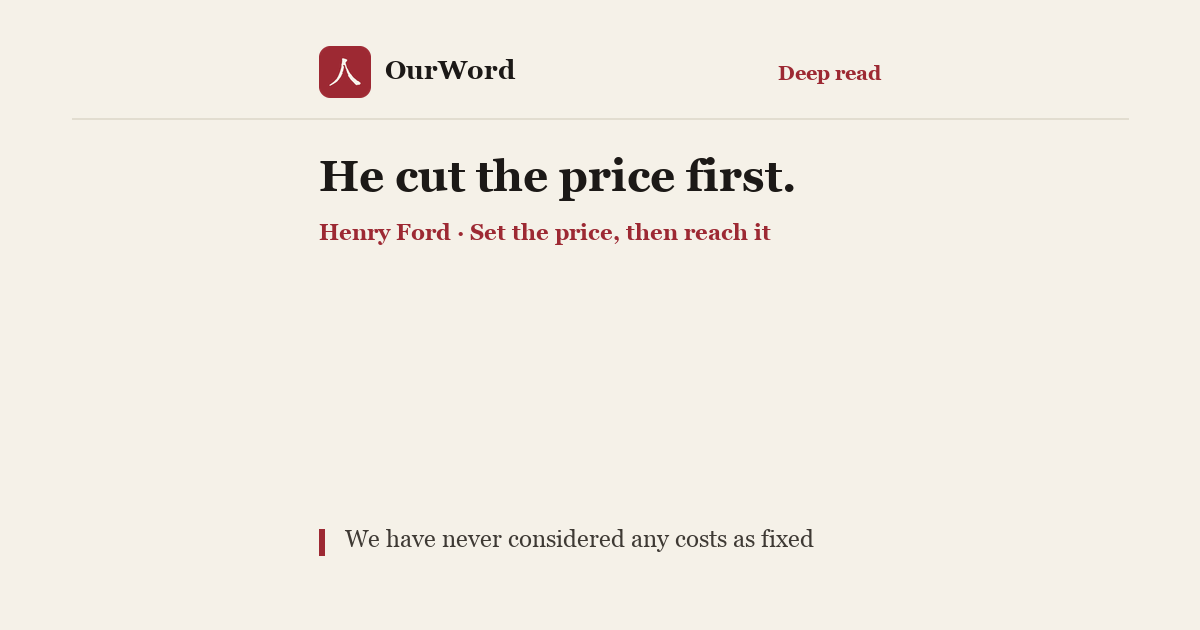 人 OurWord
Deep read
He cut the price first.
Henry Ford · Set the price, then reach it
We have never considered any costs as fixed